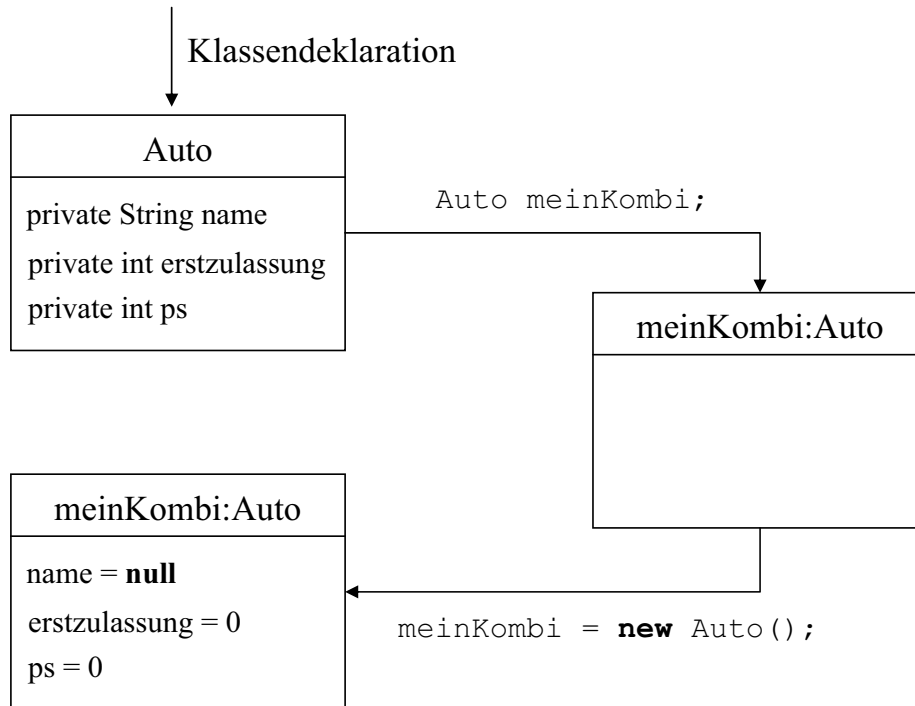 Klassendeklaration
Auto
private String name
private int erstzulassung
private int ps
Auto meinKombi;
meinKombi:Auto
meinKombi = new Auto();
meinKombi:Auto
name = null
erstzulassung = 0
ps = 0